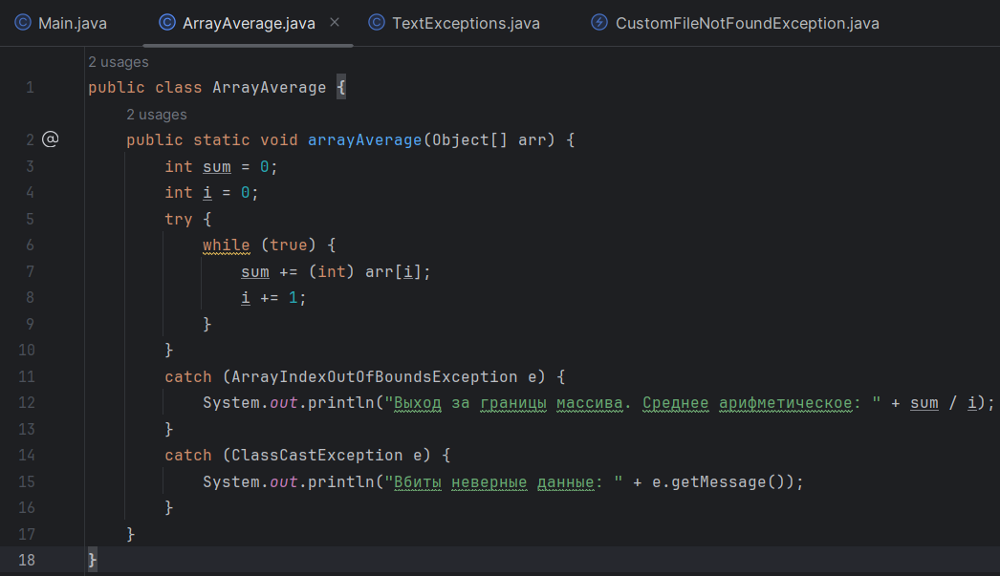 Main.java ArrayAverage.java TextExceptions.java CustomFileNotFoundException.java
2 usages
1 public class ArrayAverage {
2 usages
2 @ public static void arrayAverage(Object[] arr) {
3 int sum = 0;
4 int i = 0;
5 try {
6 while (true) {
7 sum += (int) arr[i];
8 i += 1;
9 }
10 }
11 catch (ArrayIndexOutOfBoundsException e) {
12 System.out.println("Выход за границы массива. Среднее арифметическое: " + sum / i);
13 }
14 catch (ClassCastException e) {
15 System.out.println("Вбиты неверные данные: " + e.getMessage());
16 }
17 }
18 }